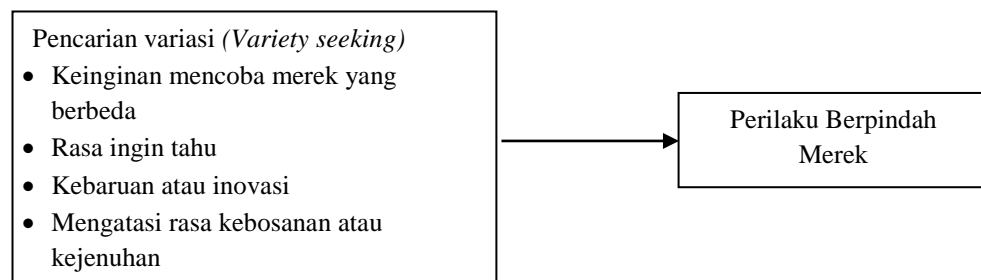 Pencarian variasi (Variety seeking)
• Keinginan mencoba merek yang
berbeda
• Rasa ingin tahu
• Kebaruan atau inovasi
• Mengatasi rasa kebosanan atau
kejenuhan
Perilaku Berpindah
Merek